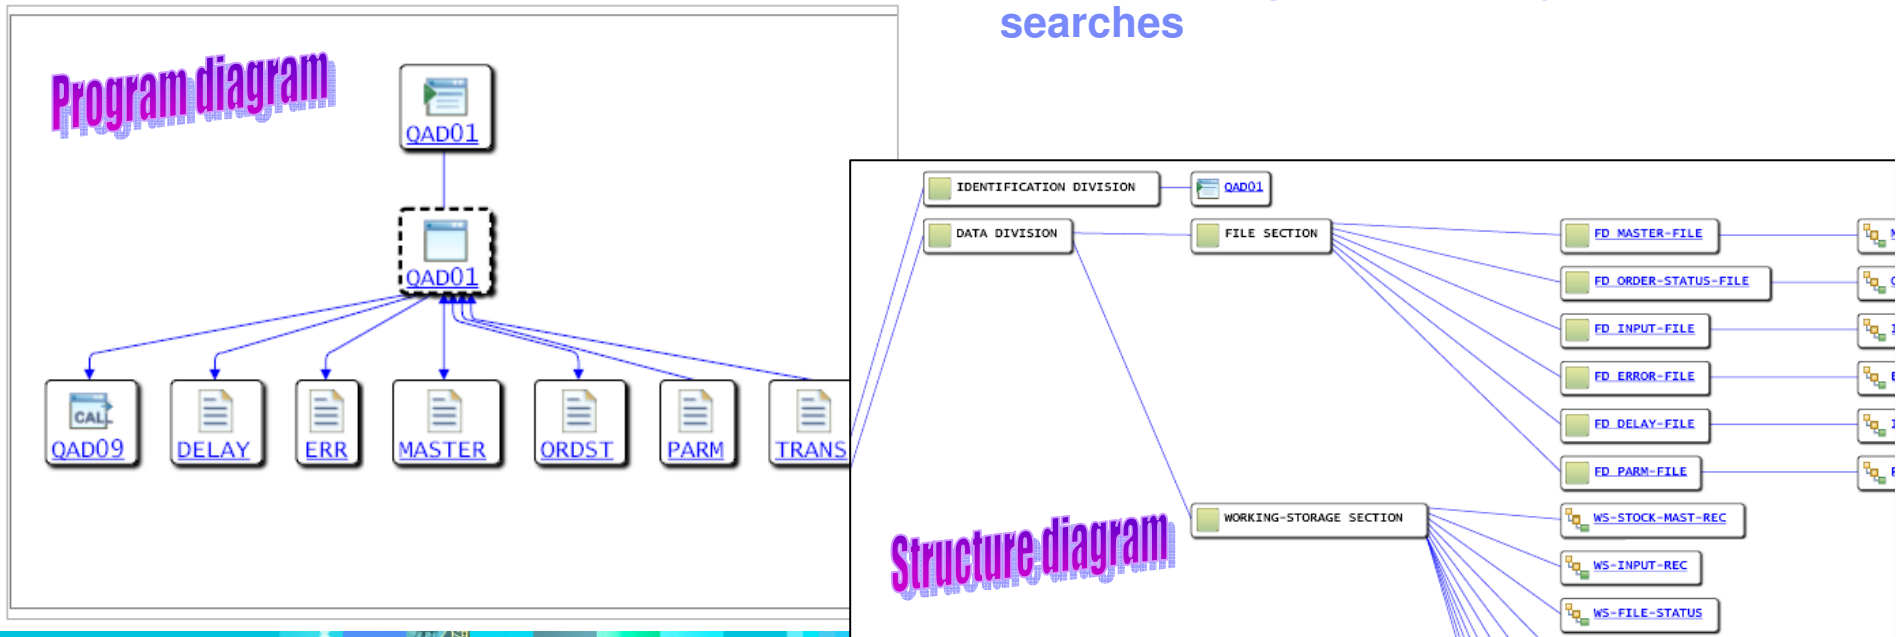 searches
Program diagram
QAD01
QAD01
CALL
QAD09
DELAY
ERR
MASTER
ORDST
PARM
TRANS
IDENTIFICATION DIVISION
QAD01
DATA DIVISION
FILE SECTION
FD MASTER-FILE
FD ORDER-STATUS-FILE
FD INPUT-FILE
FD ERROR-FILE
FD DELAY-FILE
FD PARM-FILE
WORKING-STORAGE SECTION
WS-STOCK-MAST-REC
WS-INPUT-REC
WS-FILE-STATUS
Structure diagram